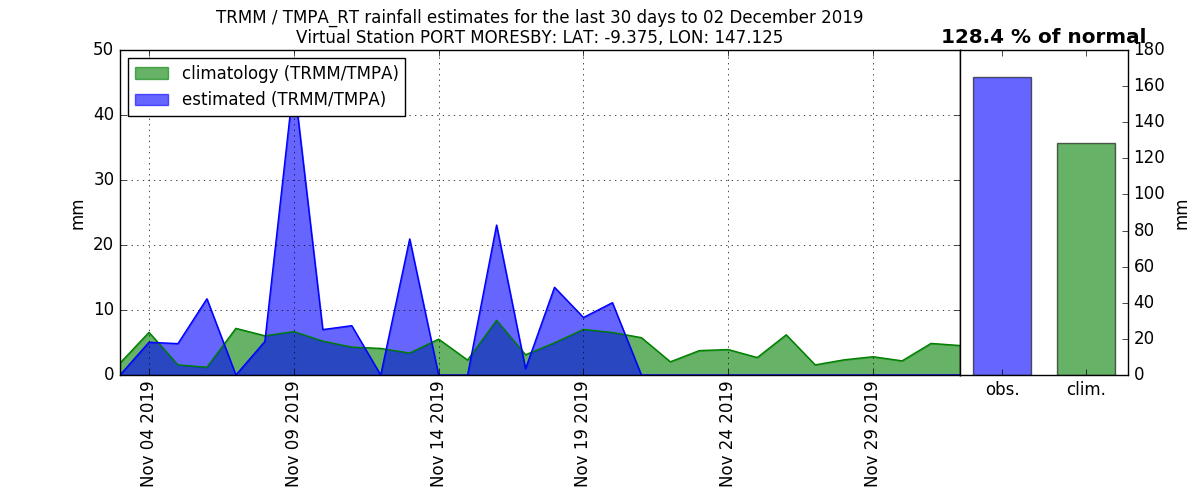 TRMM / TMPA_RT rainfall estimates for the last 30 days to 02 December 2019
Virtual Station PORT MORESBY: LAT: -9.375, LON: 147.125
128.4 % of normal
climatology (TRMM/TMPA)
estimated (TRMM/TMPA)
50
40
30
20
10
0
mm
Nov 04 2019
Nov 09 2019
Nov 14 2019
Nov 19 2019
Nov 24 2019
Nov 29 2019
obs.
clim.
180
160
140
120
100
80
60
40
20
0
mm